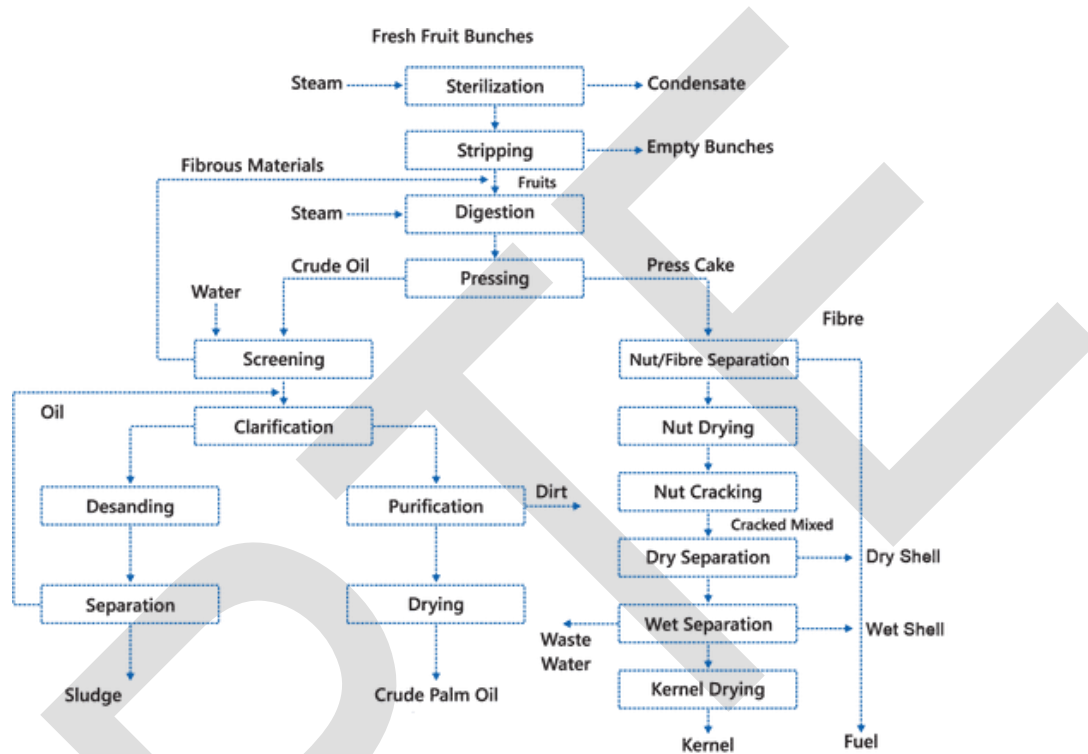 Fresh Fruit Bunches
Steam
Sterilization
Condensate
Stripping
Empty Bunches
Fibrous Materials
Fruits
Steam
Digestion
Crude Oil
Pressing
Press Cake
Water
Fibre
Screening
Nut/Fibre Separation
Oil
Clarification
Nut Drying
Desanding
Purification
Dirt
Nut Cracking
Cracked Mixed
Dry Separation
Dry Shell
Separation
Drying
Wet Separation
Wet Shell
Waste
Water
Sludge
Crude Palm Oil
Kernel Drying
Kernel
Fuel
PTE